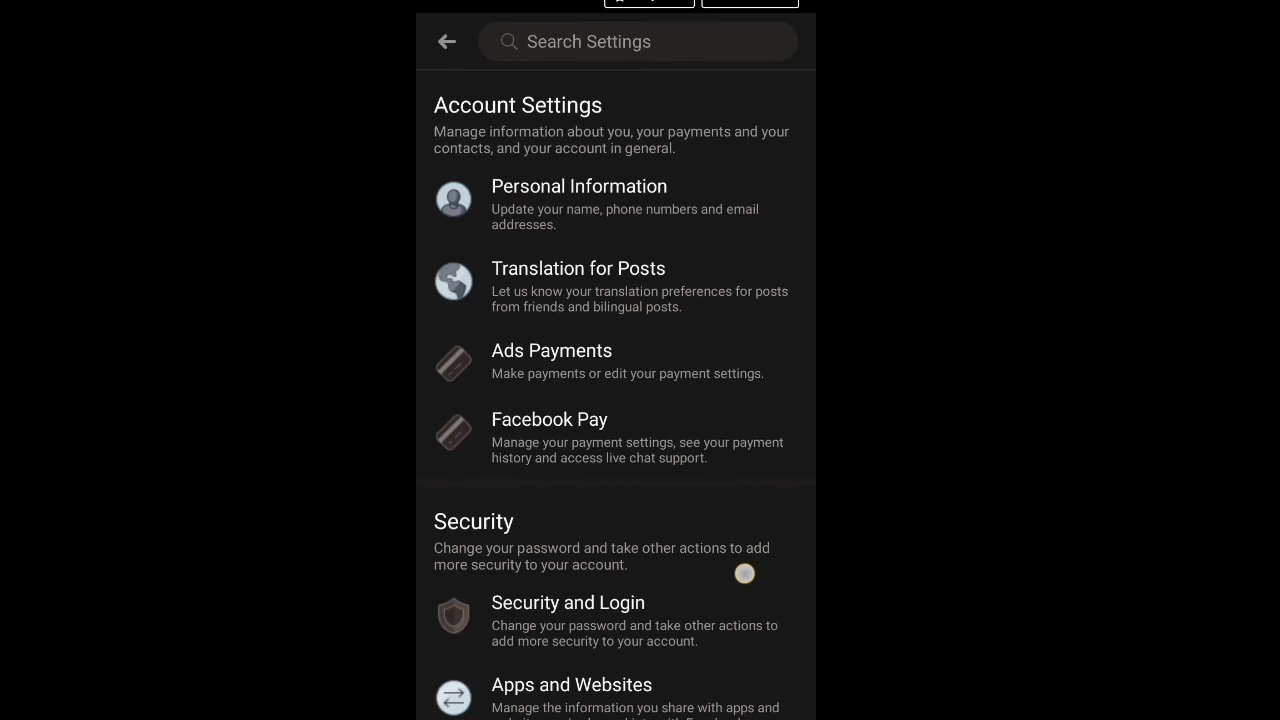 Search Settings
Account Settings
Manage information about you, your payments and your
contacts, and your account in general.
Personal Information
Update your name, phone numbers and email
addresses.
Translation for Posts
Let us know your translation preferences for posts
from friends and bilingual posts.
Ads Payments
Make payments or edit your payment settings.
Facebook Pay
Manage your payment settings, see your payment
history and access live chat support.
Security
Change your password and take other actions to add
more security to your account.
Security and Login
Change your password and take other actions to
add more security to your account.
Apps and Websites
Manage the information you share with apps and